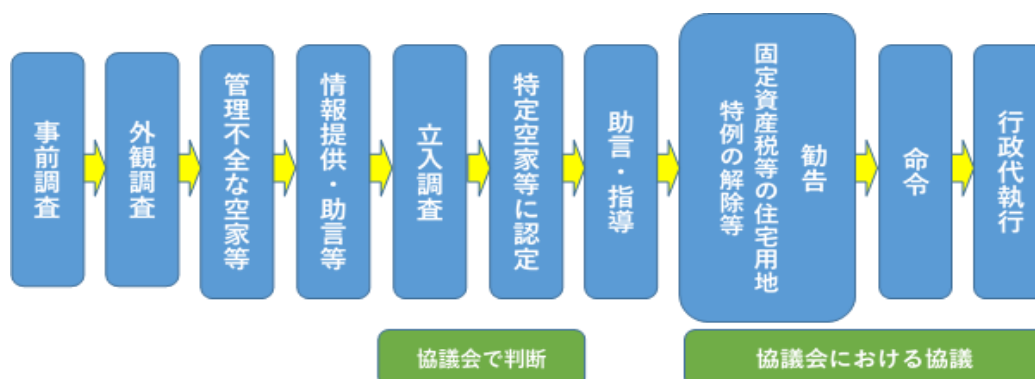 事前調査
外観調査
管理不全な空家等
情報提供・助言等
立入調査
特定空家等に認定
助言・指導
勧告
固定資産税等の住宅用地
特例の解除等
命令
行政代執行
協議会で判断
協議会における協議